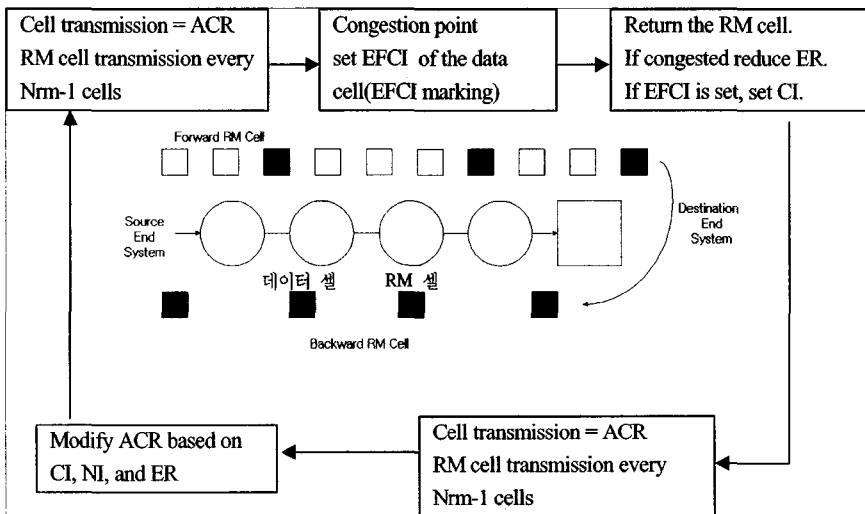 Cell transmission = ACR
RM cell transmission every
Nrm-1 cells
Congestion point
set EFCI of the data
cell(EFCI marking)
Return the RM cell.
If congested reduce ER.
If EFCI is set, set CI.
Forward RM Cell
Source
End
System
Destination
End
System
데이터 셀
RM 셀
Backward RM Cell
Modify ACR based on
CI, NI, and ER
Cell transmission = ACR
RM cell transmission every
Nrm-1 cells